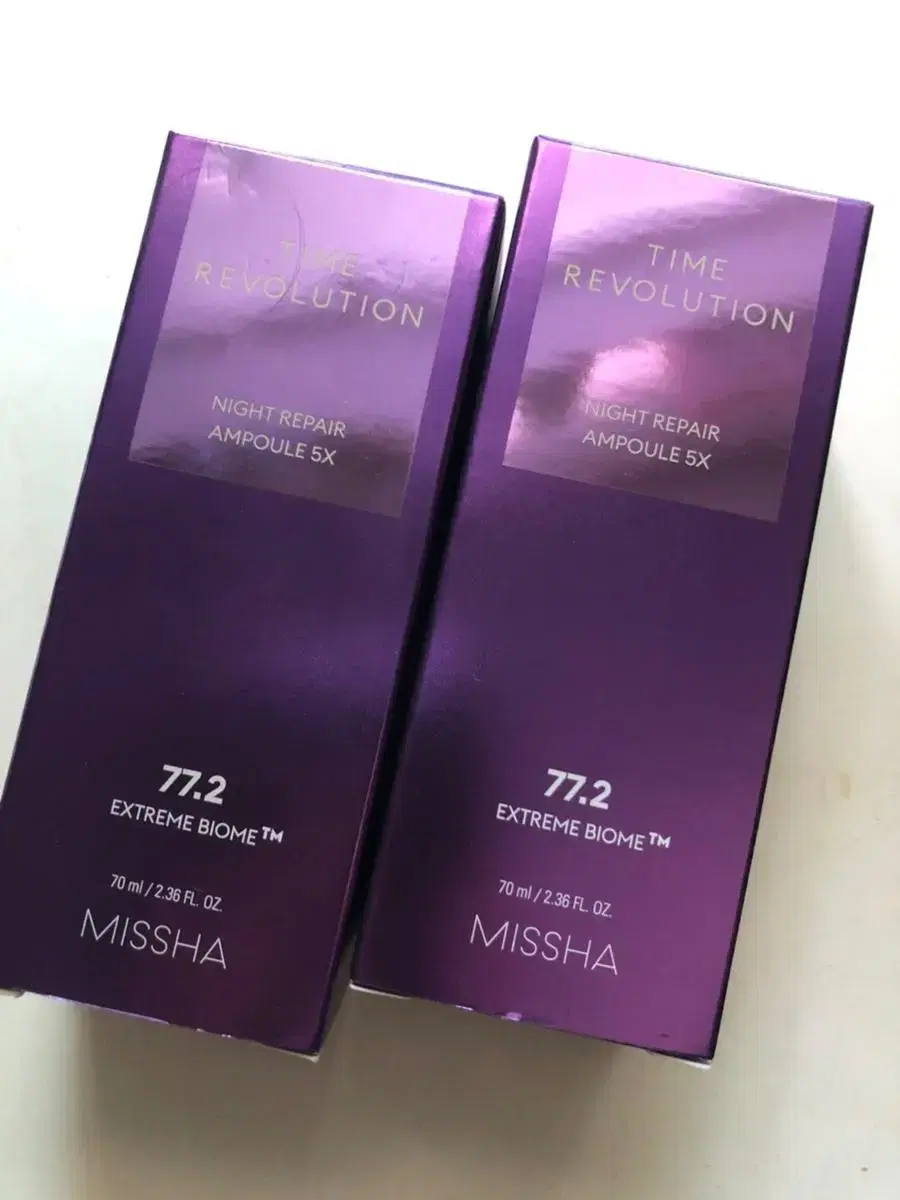 TIME
REVOLUTION
NIGHT REPAIR
AMPOULE 5X
77.2
EXTREME BIOME™
70 ml / 2.36 FL. OZ.
MISSHA
TIME
REVOLUTION
NIGHT REPAIR
AMPOULE 5X
77.2
EXTREME BIOME™
70 ml / 2.36 FL. OZ.
MISSHA